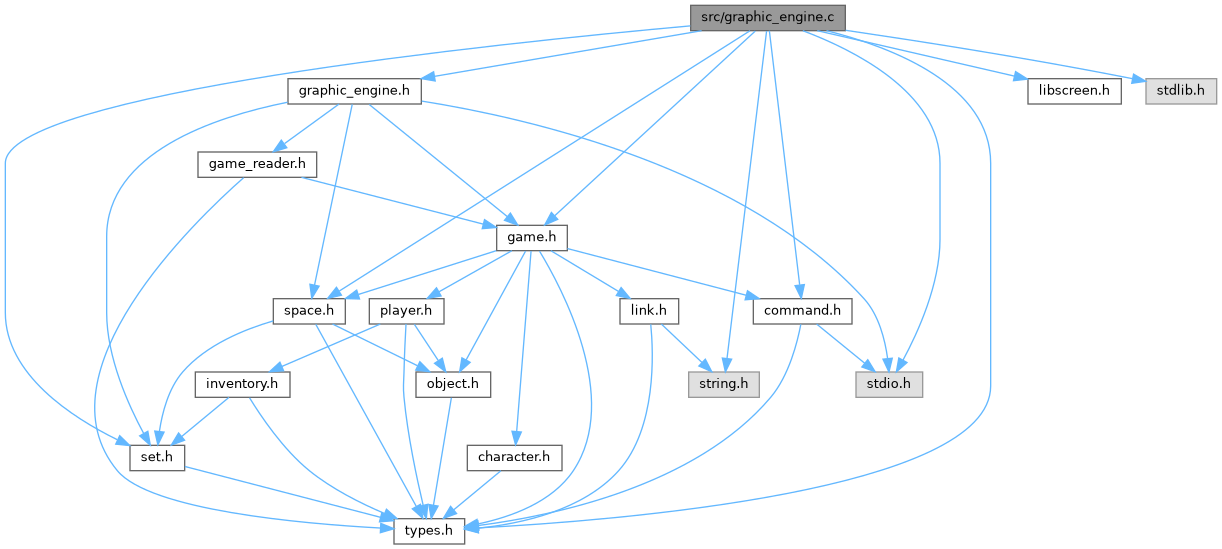 src/graphic_engine.c
graphic_engine.h
libscreen.h
stdlib.h
game_reader.h
game.h
space.h
player.h
link.h
command.h
inventory.h
object.h
string.h
stdio.h
set.h
character.h
types.h